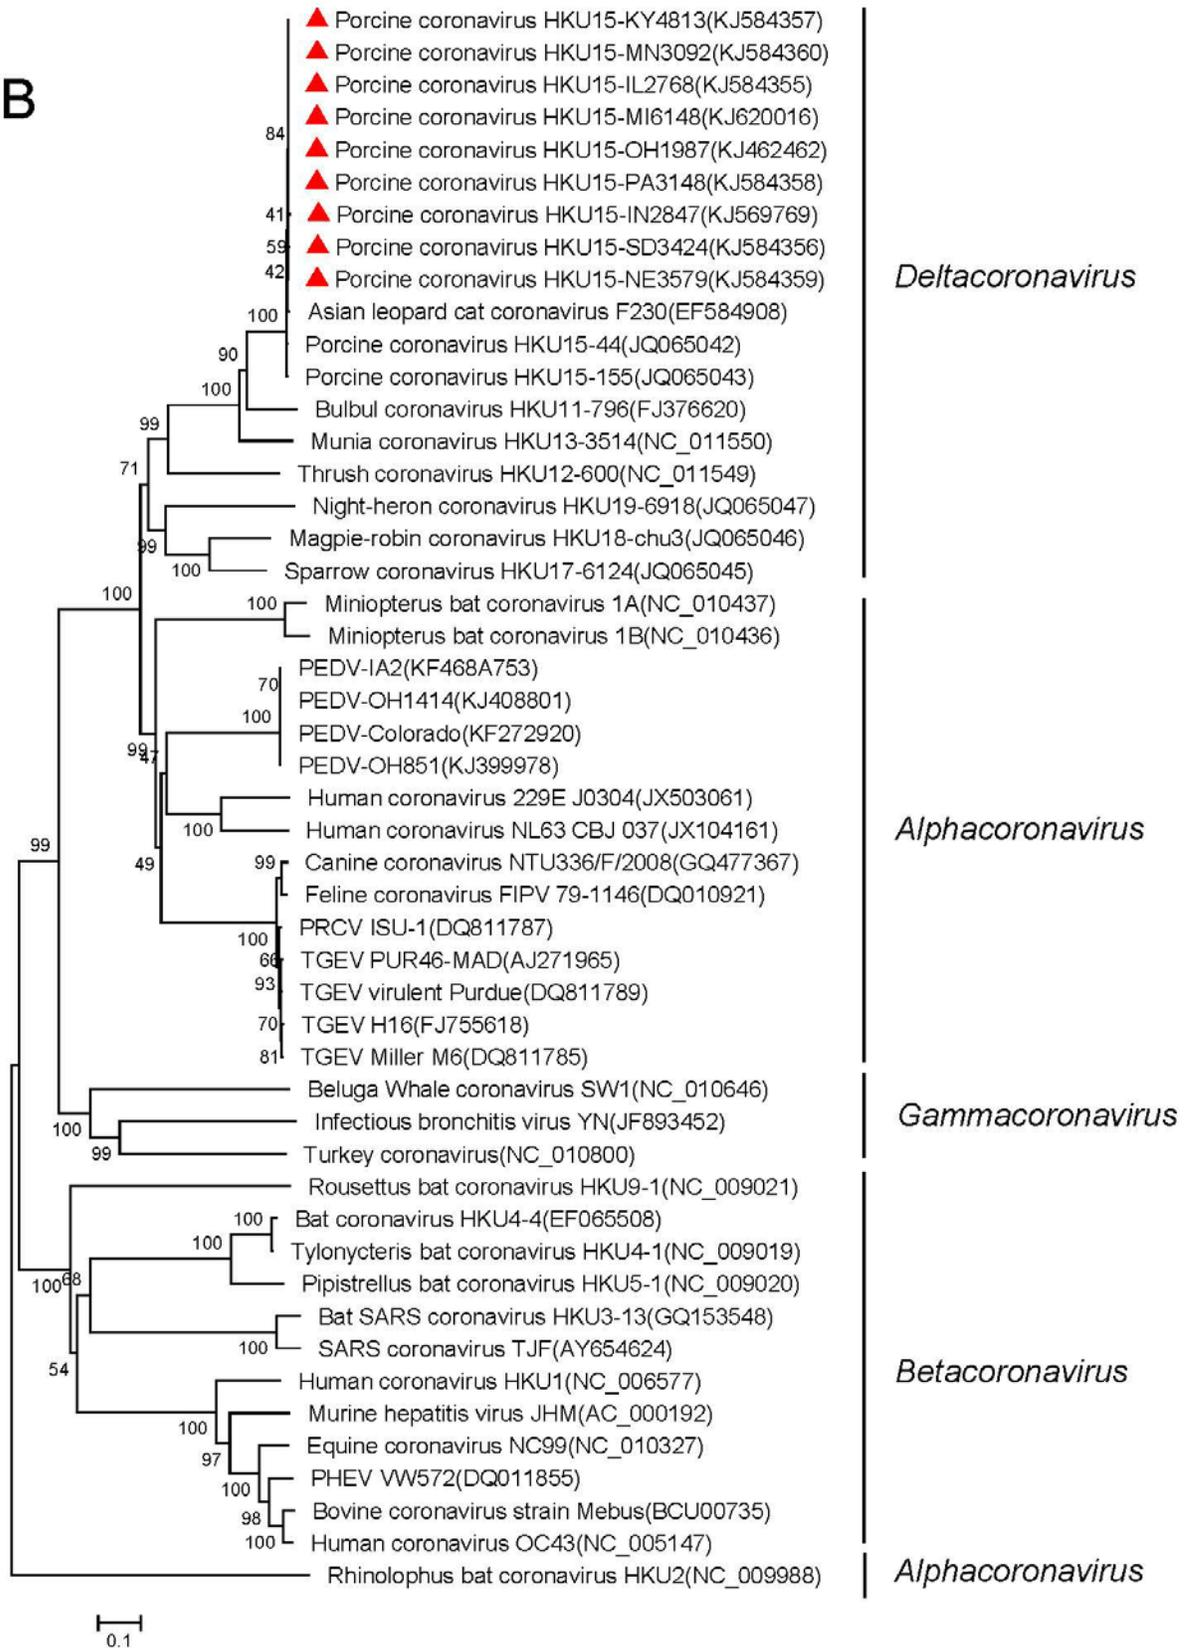 B
84
41
59
42
100
90
100
99
71
99
100
100
100
70
100
99
47
100
49
99
99
100
66
93
70
81
100
99
100
100
100
68
100
54
100
97
100
98
100
Porcine coronavirus HKU15-KY4813(KJ584357)
Porcine coronavirus HKU15-MN3092(KJ584360)
Porcine coronavirus HKU15-IL2768(KJ584355)
Porcine coronavirus HKU15-MI6148(KJ620016)
Porcine coronavirus HKU15-OH1987(KJ462462)
Porcine coronavirus HKU15-PA3148(KJ584358)
Porcine coronavirus HKU15-IN2847(KJ569769)
Porcine coronavirus HKU15-SD3424(KJ584356)
Porcine coronavirus HKU15-NE3579(KJ584359)
Asian leopard cat coronavirus F230(EF584908)
Porcine coronavirus HKU15-44(JQ065042)
Porcine coronavirus HKU15-155(JQ065043)
Bulbul coronavirus HKU11-796(FJ376620)
Munia coronavirus HKU13-3514(NC_011550)
Thrush coronavirus HKU12-600(NC_011549)
Night-heron coronavirus HKU19-6918(JQ065047)
Magpie-robin coronavirus HKU18-chu3(JQ065046)
Sparrow coronavirus HKU17-6124(JQ065045)
Miniopterus bat coronavirus 1A(NC_010437)
Miniopterus bat coronavirus 1B(NC_010436)
PEDV-IA2(KF468A753)
PEDV-OH1414(KJ408801)
PEDV-Colorado(KF272920)
PEDV-OH851(KJ399978)
Human coronavirus 229E J0304(JX503061)
Human coronavirus NL63 CBJ 037(JX104161)
Canine coronavirus NTU336/F/2008(GQ477367)
Feline coronavirus FIPV 79-1146(DQ010921)
PRCV ISU-1(DQ811787)
TGEV PUR46-MAD(AJ271965)
TGEV virulent Purdue(DQ811789)
TGEV H16(FJ755618)
TGEV Miller M6(DQ811785)
Beluga Whale coronavirus SW1(NC_010646)
Infectious bronchitis virus YN(JF893452)
Turkey coronavirus(NC_010800)
Rousettus bat coronavirus HKU9-1(NC_009021)
Bat coronavirus HKU4-4(EF065508)
Tylonycteris bat coronavirus HKU4-1(NC_009019)
Pipistrellus bat coronavirus HKU5-1(NC_009020)
Bat SARS coronavirus HKU3-13(GQ153548)
SARS coronavirus TJF(AY654624)
Human coronavirus HKU1(NC_006577)
Murine hepatitis virus JHM(AC_000192)
Equine coronavirus NC99(NC_010327)
PHEV VW572(DQ011855)
Bovine coronavirus strain Mebus(BCU00735)
Human coronavirus OC43(NC_005147)
Rhinolophus bat coronavirus HKU2(NC_009988)
Deltacoronavirus
Alphacoronavirus
Gammacoronavirus
Betacoronavirus
Alphacoronavirus
0.1